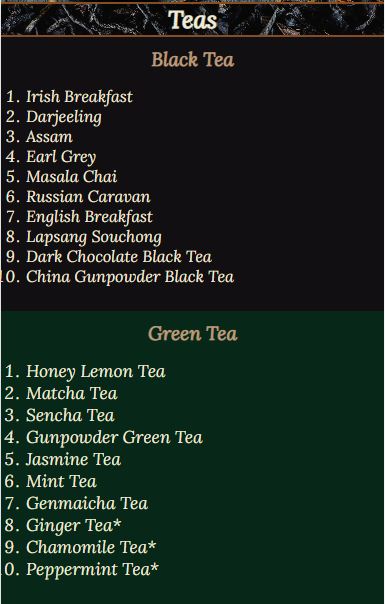 Teas
Black Tea
1. Irish Breakfast
2. Darjeeling
3. Assam
4. Earl Grey
5. Masala Chai
6. Russian Caravan
7. English Breakfast
8. Lapsang Souchong
9. Dark Chocolate Black Tea
10. China Gunpowder Black Tea
Green Tea
1. Honey Lemon Tea
2. Matcha Tea
3. Sencha Tea
4. Gunpowder Green Tea
5. Jasmine Tea
6. Mint Tea
7. Genmaicha Tea
8. Ginger Tea*
9. Chamomile Tea*
0. Peppermint Tea*